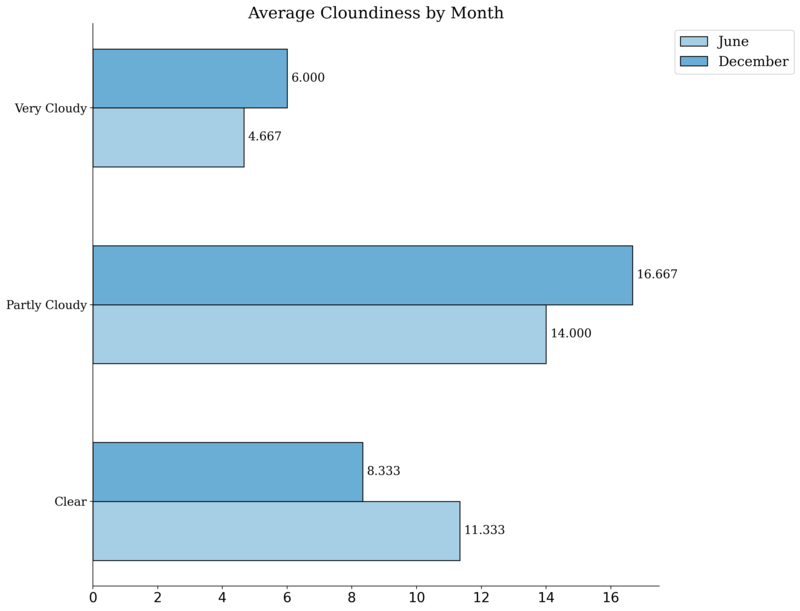 Average Cloundiness by Month
June
December
Very Cloudy
6.000
4.667
Partly Cloudy
16.667
14.000
Clear
8.333
11.333
0 2 4 6 8 10 12 14 16